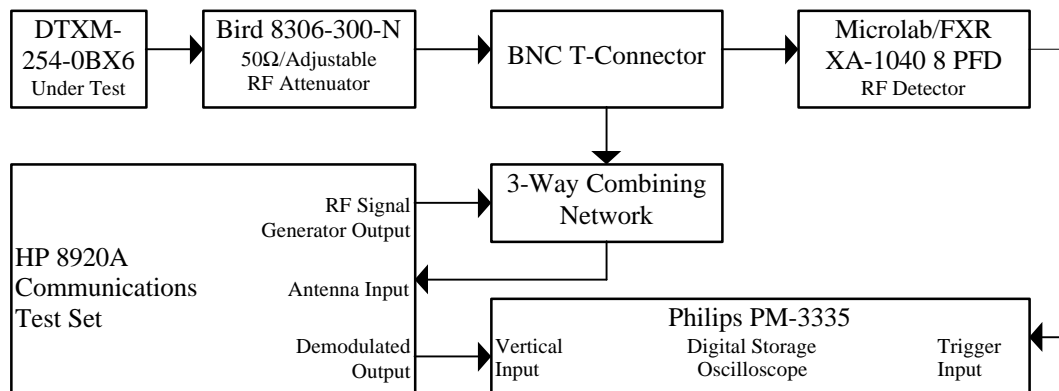 DTXM-
254-0BX6
Under Test
Bird 8306-300-N
50Ω/Adjustable
RF Attenuator
BNC T-Connector
Microlab/FXR
XA-1040 8 PFD
RF Detector
3-Way Combining
Network
RF Signal
Generator Output
HP 8920A
Communications
Test Set
Antenna Input
Demodulated
Output
Philips PM-3335
Vertical
Input
Digital Storage
Oscilloscope
Trigger
Input